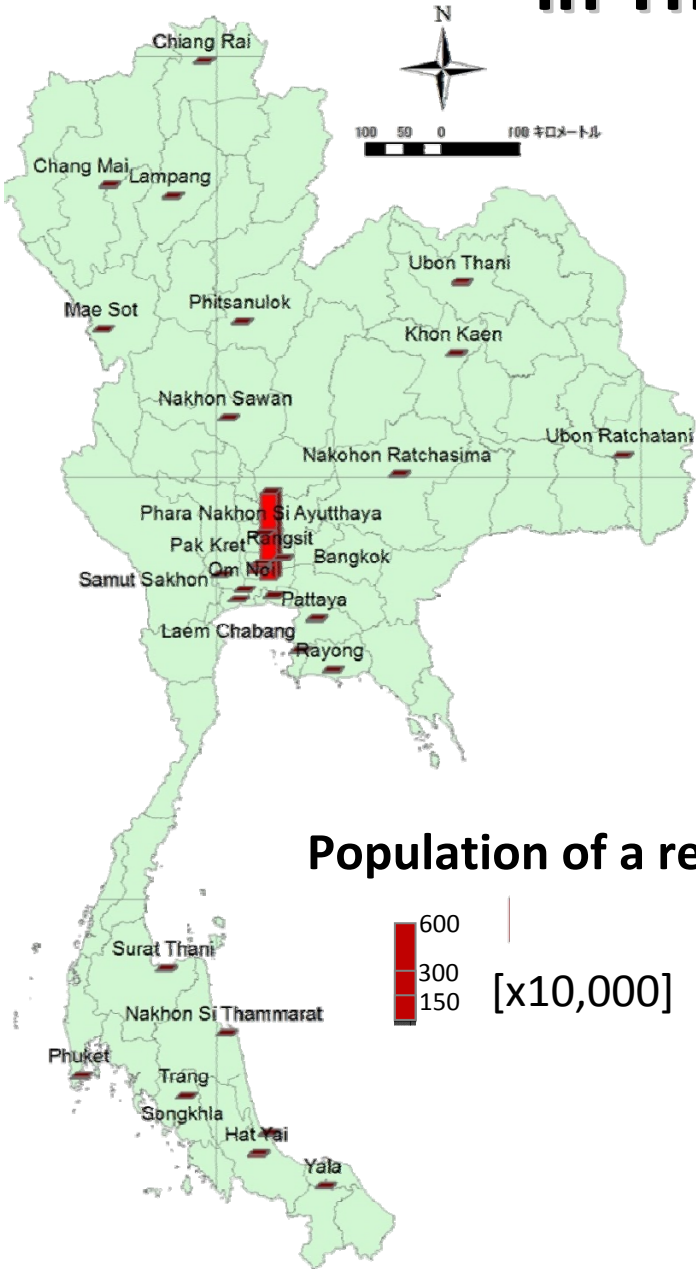 N
Chiang Rai
100 50 0 100 キロメートル
Chang Mai
Lampang
Ubon Thani
Mae Sot
Phitsanulok
Khon Kaen
Nakhon Sawan
Ubon Ratchatani
Nakohon Ratchasima
Phara Nakhon Si Ayutthaya
Rangsit
Pak Kret
Bangkok
Om Noi
Samut Sakhon
Pattaya
Laem Chabang
Rayong
Population of a re
600
300
150
[x10,000]
Surat Thani
Nakhon Si Thammarat
Phuket
Trang
Songkhla
Hat Yai
Yala